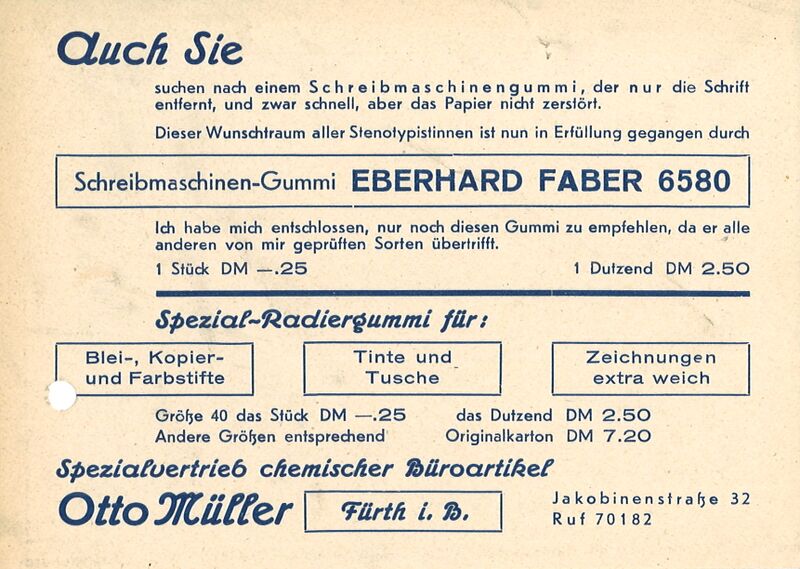 Auch Sie
suchen nach einem Schreibmaschinengummi, der nur die Schrift
entfernt, und zwar schnell, aber das Papier nicht zerstört.
Dieser Wunschtraum aller Stenotypistinnen ist nun in Erfüllung gegangen durch
Schreibmaschinen-Gummi EBERHARD FABER 6580
Ich habe mich entschlossen, nur noch diesen Gummi zu empfehlen, da er alle
anderen von mir geprüften Sorten übertrifft.
1 Stück DM —.25 1 Dutzend DM 2.50
Spezial-Radiergummi für:
Blei-, Kopier-
und Farbstifte
Tinte und
Tusche
Zeichnungen
extra weich
Größe 40 das Stück DM —.25 das Dutzend DM 2.50
Andere Größen entsprechend Originalkarton DM 7.20
Spezialvertrieb chemischer Büroartikel
Otto Müller Fürth i. B.
Jakobinenstraße 32
Ruf 70182